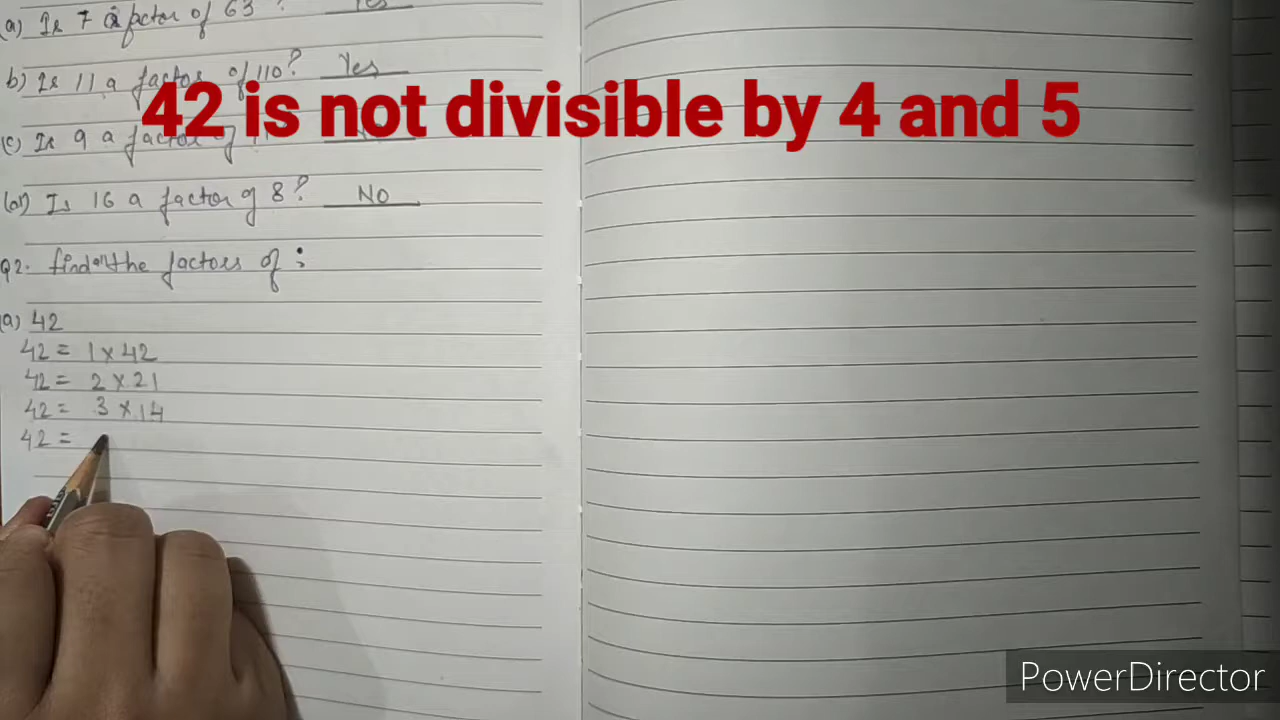 (a) Is 7 a factor of 63? Yes
b) Is 11 a factor of 110? Yes
42 is not divisible by 4 and 5
(c) Is 9 a factor
(d) Is 16 a factor of 8? No
Q2. find all the factors of :
(a) 42
42 = 1 × 42
42 = 2 × 21
42 = 3 × 14
42 =
PowerDirector